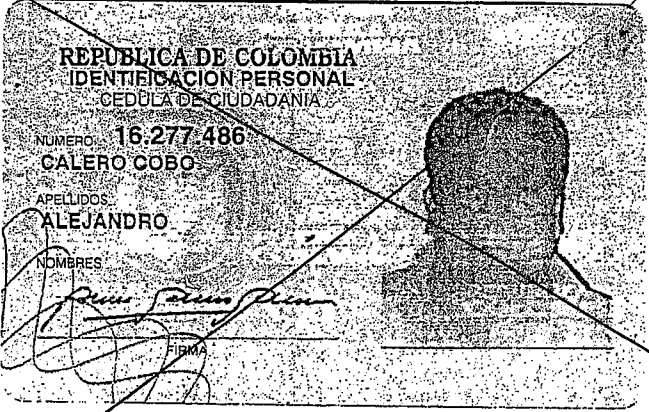 REPUBLICA DE COLOMBIA
IDENTIFICACION PERSONAL
CEDULA DE CIUDADANIA
NUMERO 16.277.486
CALERO COBO
APELLIDOS
ALEJANDRO
NOMBRES
FIRMA